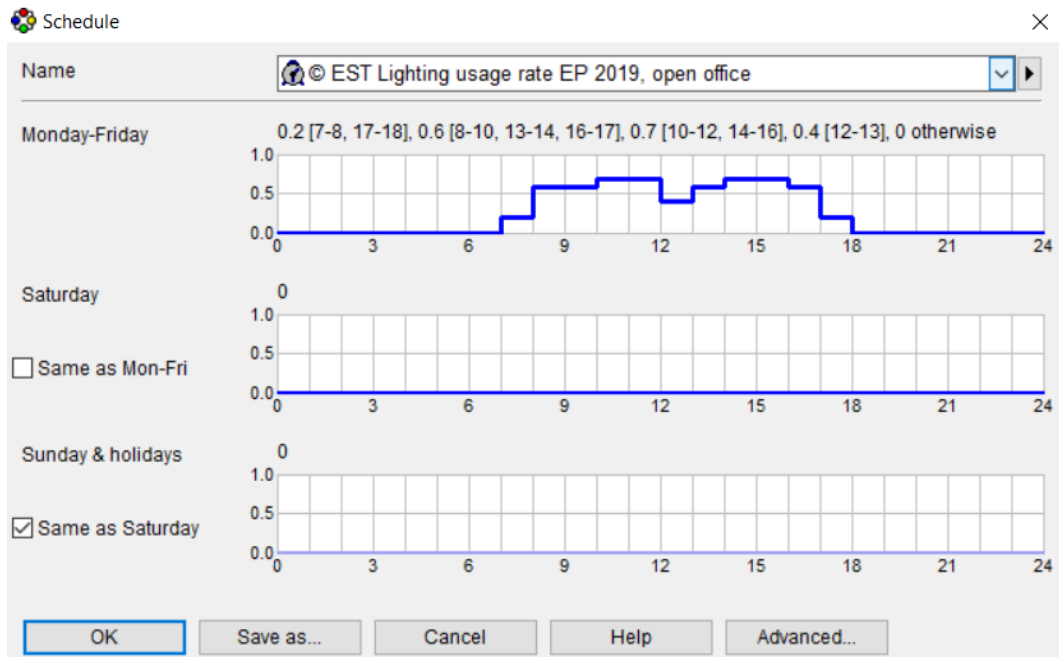 Schedule
Name
© EST Lighting usage rate EP 2019, open office
Monday-Friday
0.2 [7-8, 17-18], 0.6 [8-10, 13-14, 16-17], 0.7 [10-12, 14-16], 0.4 [12-13], 0 otherwise
1.0
0.5
0.0
0 3 6 9 12 15 18 21 24
Saturday
0
1.0
Same as Mon-Fri
0.5
0.0
0 3 6 9 12 15 18 21 24
Sunday & holidays
0
1.0
Same as Saturday
0.5
0.0
0 3 6 9 12 15 18 21 24
OK Save as... Cancel Help Advanced...